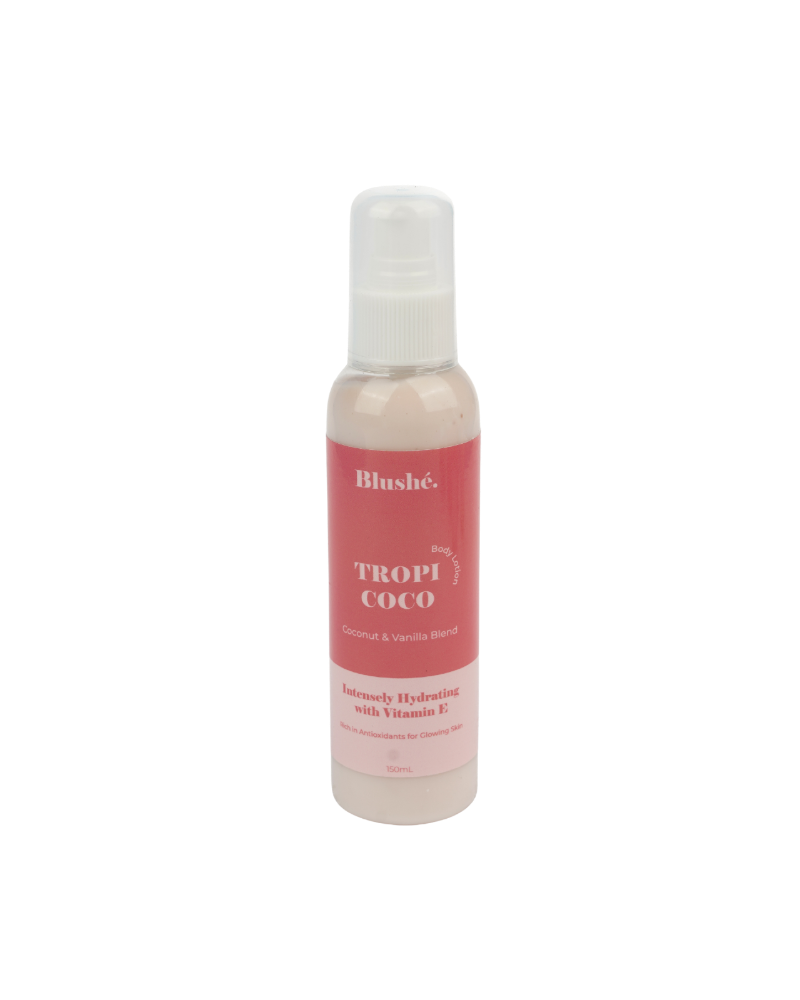 Blushé.
Body Lotion
TROPI
COCO
Coconut & Vanilla Blend
Intensely Hydrating
with Vitamin E
Rich in Antioxidants for Glowing Skin
150mL